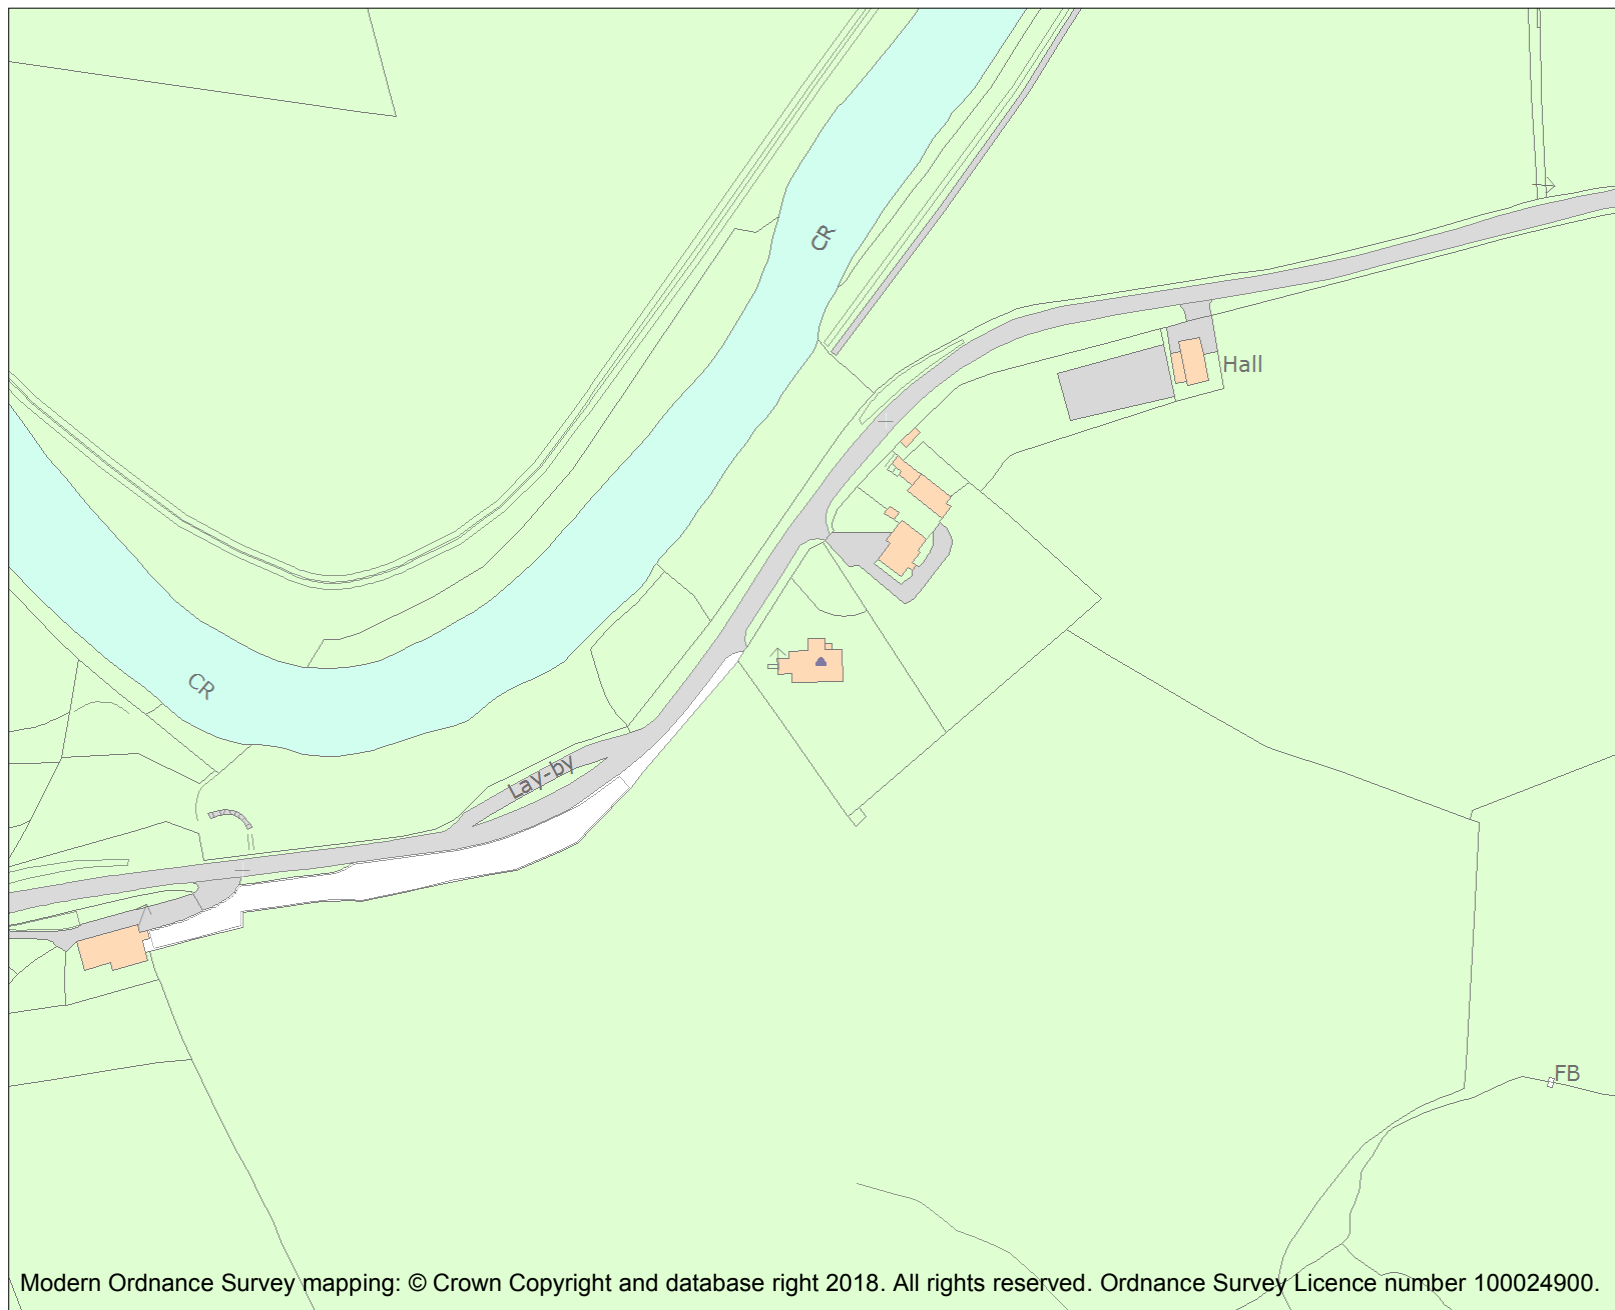 CR
Hall
CR
Lay-by
FB
Modern Ordnance Survey mapping: © Crown Copyright and database right 2018. All rights reserved. Ordnance Survey Licence number 100024900.